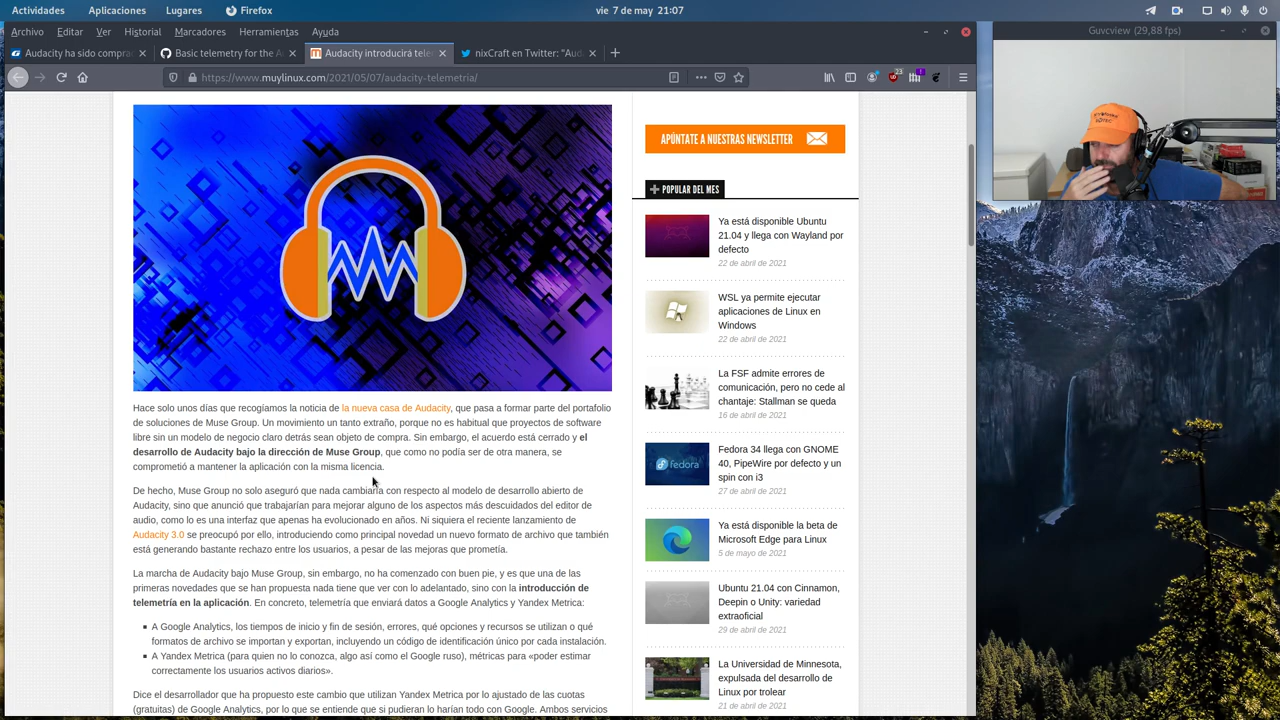 Actividades
Aplicaciones
Lugares
Firefox
vie 7 de may 21:07
Archivo
Editar
Ver
Historial
Marcadores
Herramientas
Ayuda
Guvcview (29,88 fps)
Audacity ha sido compra
Basic telemetry for the A
Audacity introducirá telem
nixCraft en Twitter: "Auda
https://www.muylinux.com/2021/05/07/audacity-telemetria/
23
APÚNTATE A NUESTRAS NEWSLETTER
POPULAR DEL MES
Ya está disponible Ubuntu
21.04 y llega con Wayland por
defecto
22 de abril de 2021
WSL ya permite ejecutar
aplicaciones de Linux en
Windows
22 de abril de 2021
La FSF admite errores de
comunicación, pero no cede al
chantaje: Stallman se queda
16 de abril de 2021
Fedora 34 llega con GNOME
40, PipeWire por defecto y un
spin con i3
27 de abril de 2021
fedora
Ya está disponible la beta de
Microsoft Edge para Linux
5 de mayo de 2021
Ubuntu 21.04 con Cinnamon,
Deepin o Unity: variedad
extraoficial
29 de abril de 2021
La Universidad de Minnesota,
expulsada del desarrollo de
Linux por trolear
21 de abril de 2021
Hace solo unos días que recogíamos la noticia de la nueva casa de Audacity, que pasa a formar parte del portafolio
de soluciones de Muse Group. Un movimiento un tanto extraño, porque no es habitual que proyectos de software
libre sin un modelo de negocio claro detrás sean objeto de compra. Sin embargo, el acuerdo está cerrado y el
desarrollo de Audacity bajo la dirección de Muse Group, que como no podía ser de otra manera, se
comprometió a mantener la aplicación con la misma licencia.
De hecho, Muse Group no solo aseguró que nada cambiaría con respecto al modelo de desarrollo abierto de
Audacity, sino que anunció que trabajarían para mejorar alguno de los aspectos más descuidados del editor de
audio, como lo es una interfaz que apenas ha evolucionado en años. Ni siquiera el reciente lanzamiento de
Audacity 3.0 se preocupó por ello, introduciendo como principal novedad un nuevo formato de archivo que también
está generando bastante rechazo entre los usuarios, a pesar de las mejoras que prometía.
La marcha de Audacity bajo Muse Group, sin embargo, no ha comenzado con buen pie, y es que una de las
primeras novedades que se han propuesta nada tiene que ver con lo adelantado, sino con la introducción de
telemetría en la aplicación. En concreto, telemetría que enviará datos a Google Analytics y Yandex Metrica:
A Google Analytics, los tiempos de inicio y fin de sesión, errores, qué opciones y recursos se utilizan o qué
formatos de archivo se importan y exportan, incluyendo un código de identificación único por cada instalación.
A Yandex Metrica (para quien no lo conozca, algo así como el Google ruso), métricas para «poder estimar
correctamente los usuarios activos diarios».
Dice el desarrollador que ha propuesto este cambio que utilizan Yandex Metrica por lo ajustado de las cuotas
(gratuitas) de Google Analytics, por lo que se entiende que si pudieran lo harían todo con Google. Ambos servicios